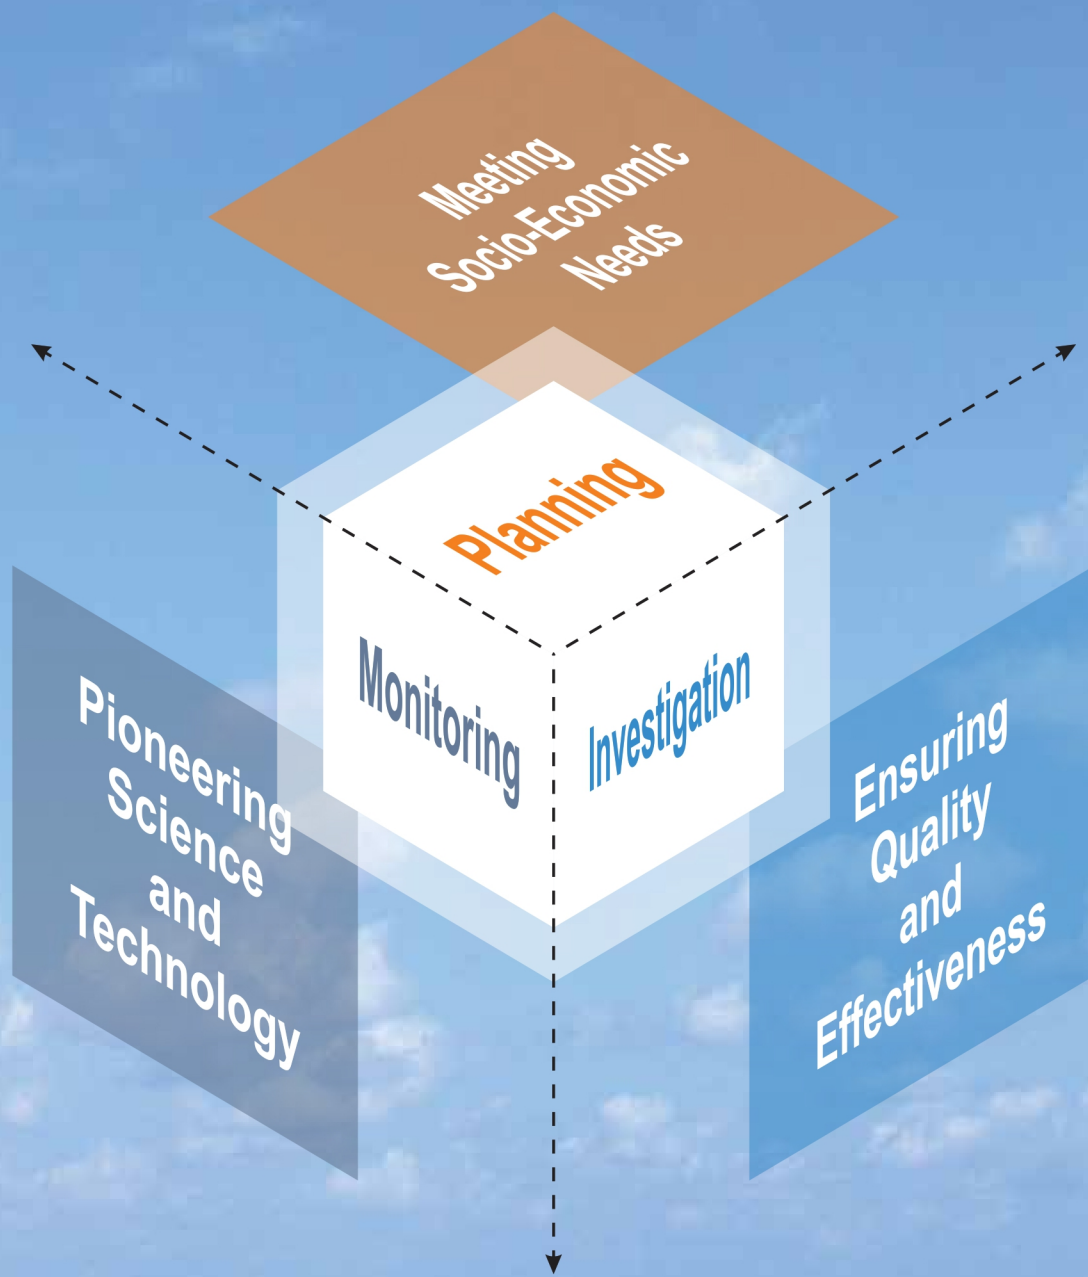 Meeting
Socio-Economic
Needs
Planning
Monitoring
Investigation
Pioneering
Science
and
Technology
Ensuring
Quality
and
Effectiveness